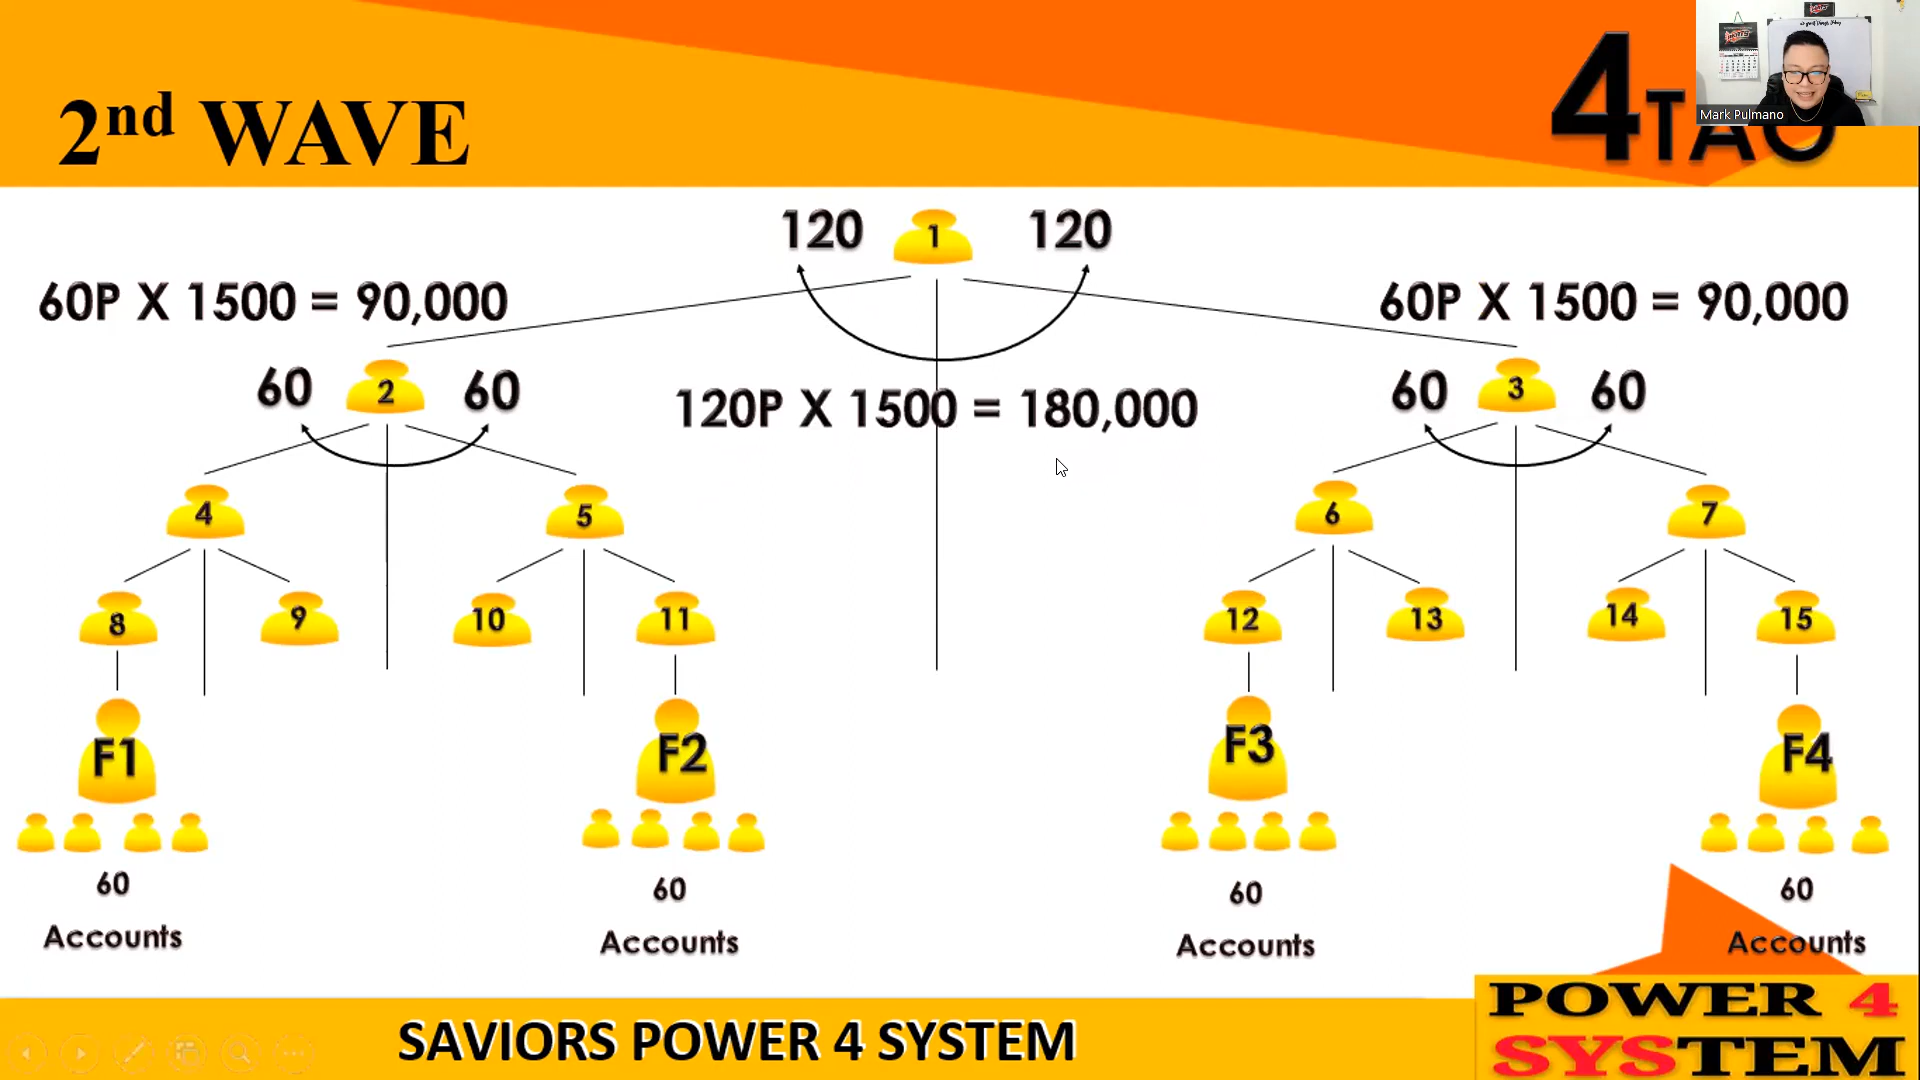 2nd WAVE
4TAO
Mark Pulmano
120
1
120
60P X 1500 = 90,000
60P X 1500 = 90,000
60
2
60
120P X 1500 = 180,000
60
3
60
4
5
6
7
8
9
10
11
12
13
14
15
F1
F2
F3
F4
60
60
60
60
Accounts
Accounts
Accounts
Accounts
SAVIORS POWER 4 SYSTEM
POWER 4
SYSTEM